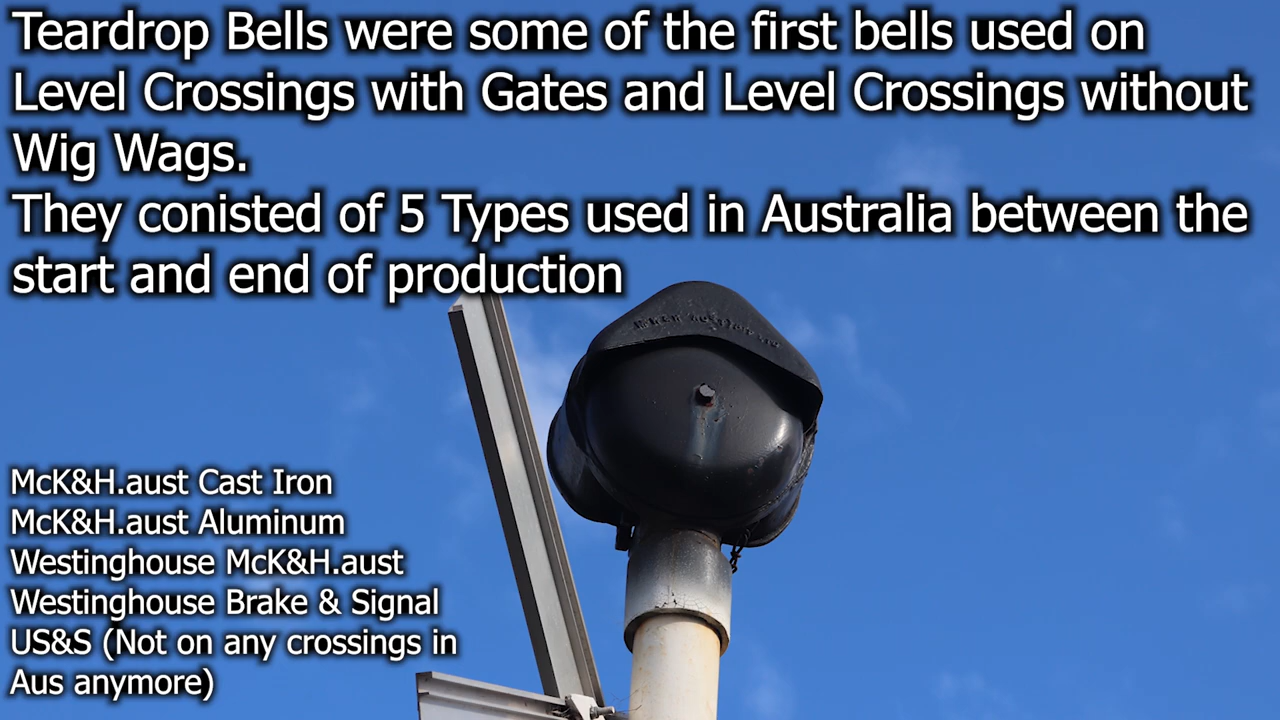 Teardrop Bells were some of the first bells used on
Level Crossings with Gates and Level Crossings without
Wig Wags.
They conisted of 5 Types used in Australia between the
start and end of production
McK&H.aust Cast Iron
McK&H.aust Aluminum
Westinghouse McK&H.aust
Westinghouse Brake & Signal
US&S (Not on any crossings in
Aus anymore)